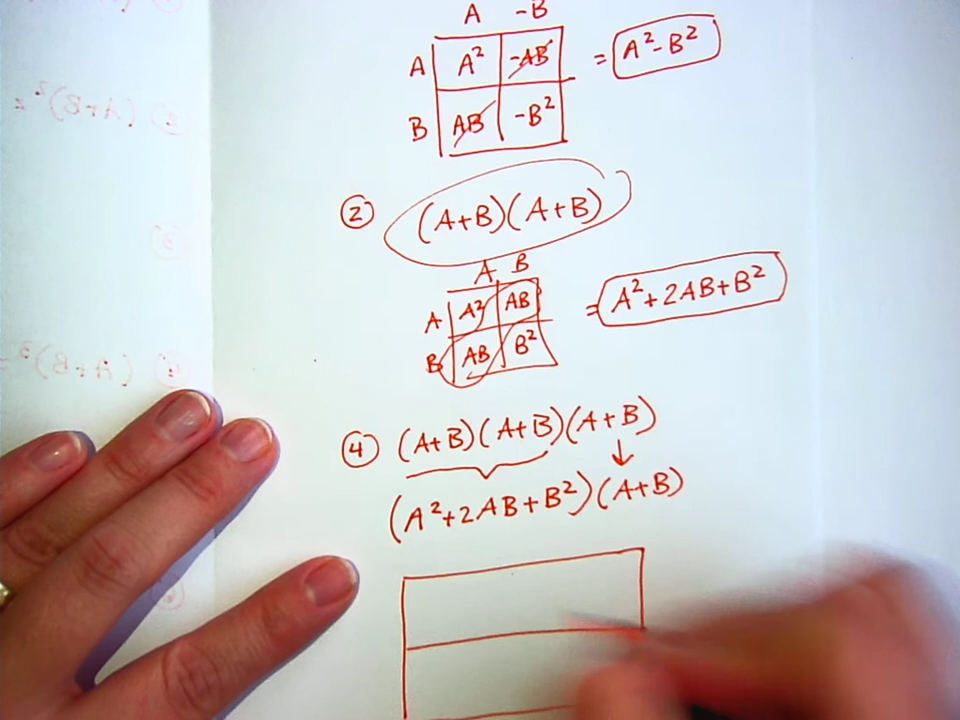 A -B
A A² -AB = A²-B²
B AB -B²
② (A+B)(A+B)
A B
A A² AB = A²+2AB+B²
B AB B²
④ (A+B)(A+B)(A+B)
(A²+2AB+B²)(A+B)